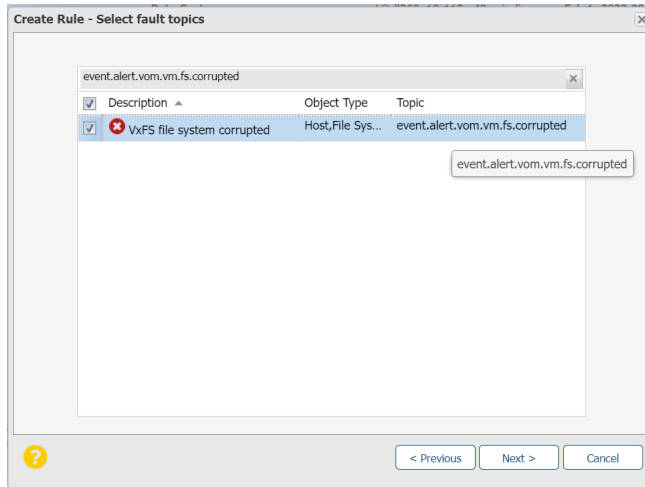 Create Rule - Select fault topics
event.alert.vom.vm.fs.corrupted
Description Object Type Topic
VxFS file system corrupted Host,File Sys... event.alert.vom.vm.fs.corrupted
event.alert.vom.vm.fs.corrupted
? < Previous Next > Cancel